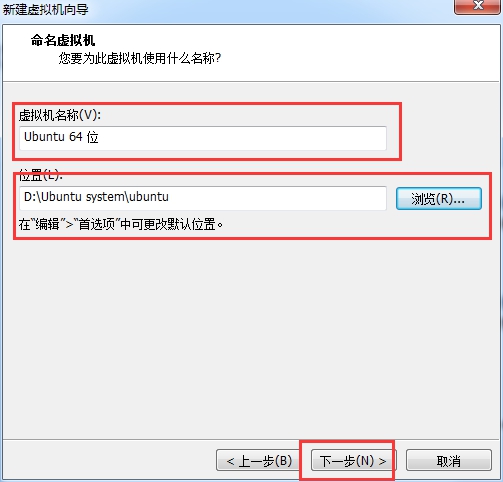 新建虚拟机向导
命名虚拟机
您要为此虚拟机使用什么名称?
虚拟机名称(V):
Ubuntu 64 位
位置(L):
D:\Ubuntu system\ubuntu
浏览(R)...
在“编辑”>“首选项”中可更改默认位置。
< 上一步(B)
下一步(N) >
取消